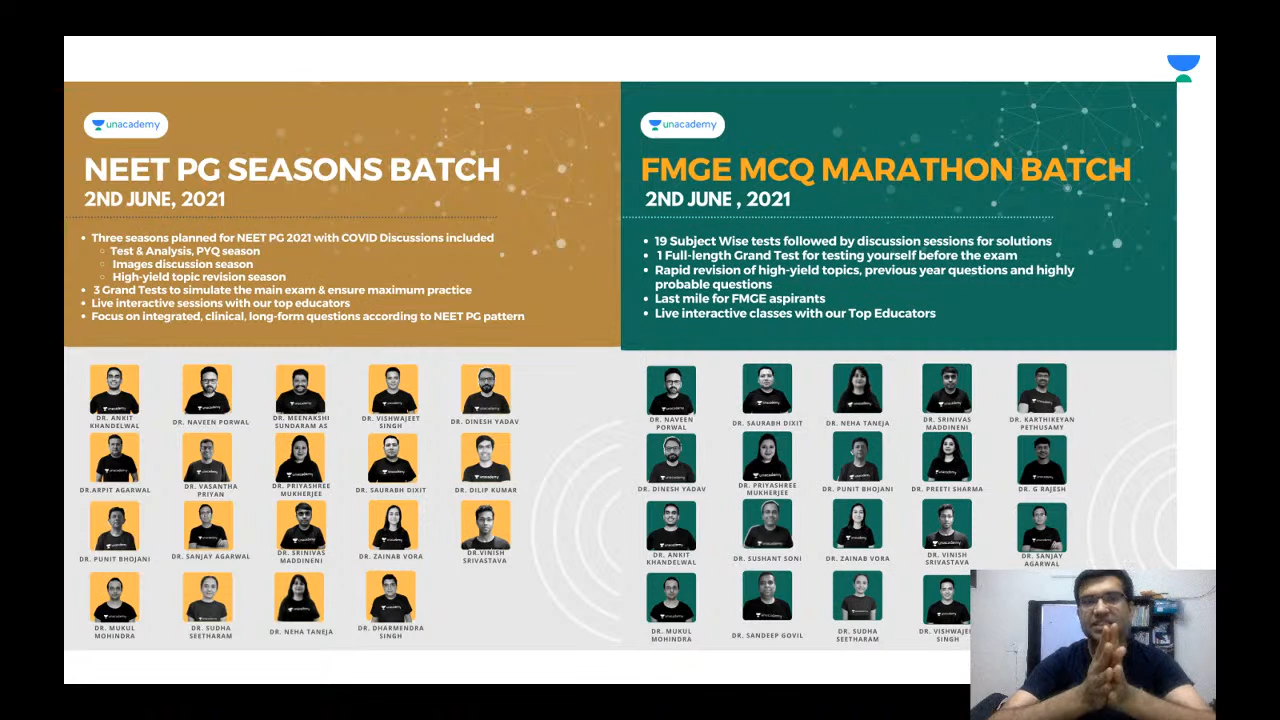 unacademy
NEET PG SEASONS BATCH
2ND JUNE, 2021
Three seasons planned for NEET PG 2021 with COVID Discussions included
Test & Analysis, PYQ season
Images discussion season
High-yield topic revision season
3 Grand Tests to simulate the main exam & ensure maximum practice
Live interactive sessions with our top educators
Focus on integrated, clinical, long-form questions according to NEET PG pattern
DR. ANKIT
KHANDELWAL
DR. NAVEEN PORWAL
DR. MEENAKSHI
SUNDARAM AS
DR. VISHWAJEET
SINGH
DR. DINESH YADAV
DR.ARPIT AGARWAL
DR. VASANTHA
PRIYAN
DR. PRIYASHREE
MUKHERJEE
DR. SAURABH DIXIT
DR. DILIP KUMAR
DR. PUNIT BHOJANI
DR. SANJAY AGARWAL
DR. SRINIVAS
MADDINENI
DR. ZAINAB VORA
DR.VINISH
SRIVASTAVA
DR. MUKUL
MOHINDRA
DR. SUDHA
SEETHARAM
DR. NEHA TANEJA
DR. DHARMENDRA
SINGH
unacademy
FMGE MCQ MARATHON BATCH
2ND JUNE , 2021
19 Subject Wise tests followed by discussion sessions for solutions
1 Full-length Grand Test for testing yourself before the exam
Rapid revision of high-yield topics, previous year questions and highly
probable questions
Last mile for FMGE aspirants
Live interactive classes with our Top Educators
DR. NAVEEN
PORWAL
DR. SAURABH DIXIT
DR. NEHA TANEJA
DR. SRINIVAS
MADDINENI
DR. KARTHIKEYAN
PETHUSAMY
DR. DINESH YADAV
DR. PRIYASHREE
MUKHERJEE
DR. PUNIT BHOJANI
DR. PREETI SHARMA
DR. G RAJESH
DR. ANKIT
KHANDELWAL
DR. SUSHANT SONI
DR. ZAINAB VORA
DR. VINISH
SRIVASTAVA
DR. SANJAY
AGARWAL
DR. MUKUL
MOHINDRA
DR. SANDEEP GOVIL
DR. SUDHA
SEETHARAM
DR. VISHWAJE
SINGH